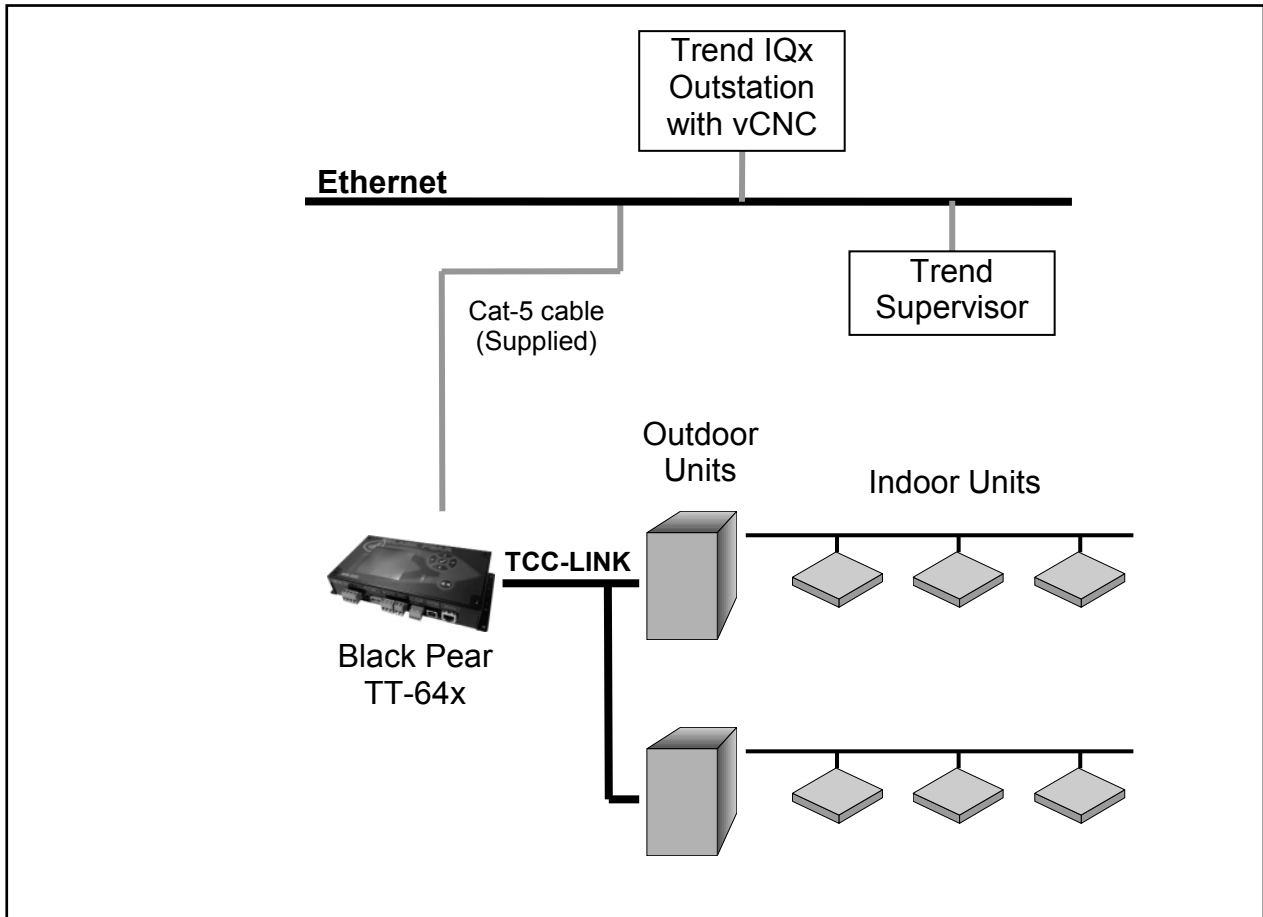 Trend IQx
Outstation
with vCNC
Ethernet
Trend
Supervisor
Cat-5 cable
(Supplied)
Outdoor
Units
Indoor Units
TCC-LINK
Black Pear
TT-64x